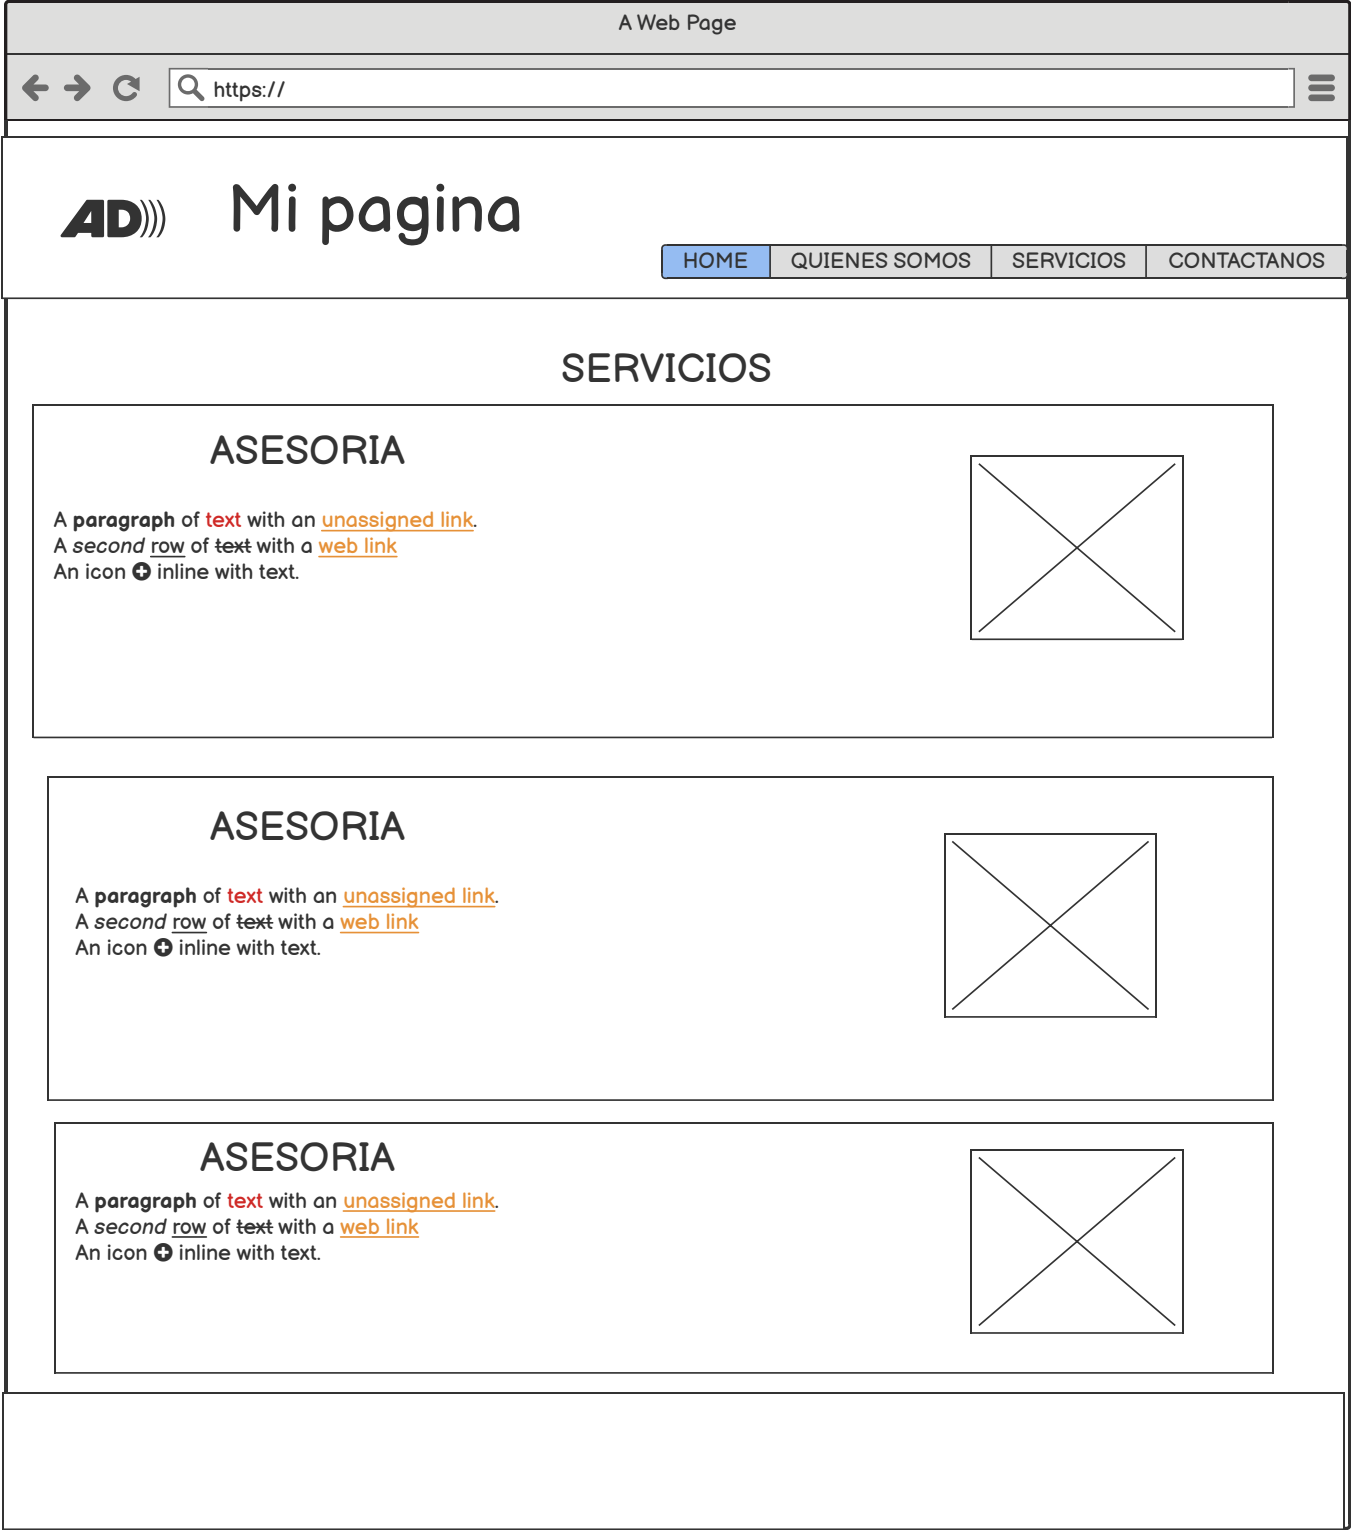 A Web Page
https://
AD
Mi pagina
HOME QUIENES SOMOS SERVICIOS CONTACTANOS
SERVICIOS
ASESORIA
A paragraph of text with an unassigned link.
A second row of text with a web link
An icon inline with text.
ASESORIA
A paragraph of text with an unassigned link.
A second row of text with a web link
An icon inline with text.
ASESORIA
A paragraph of text with an unassigned link.
A second row of text with a web link
An icon inline with text.